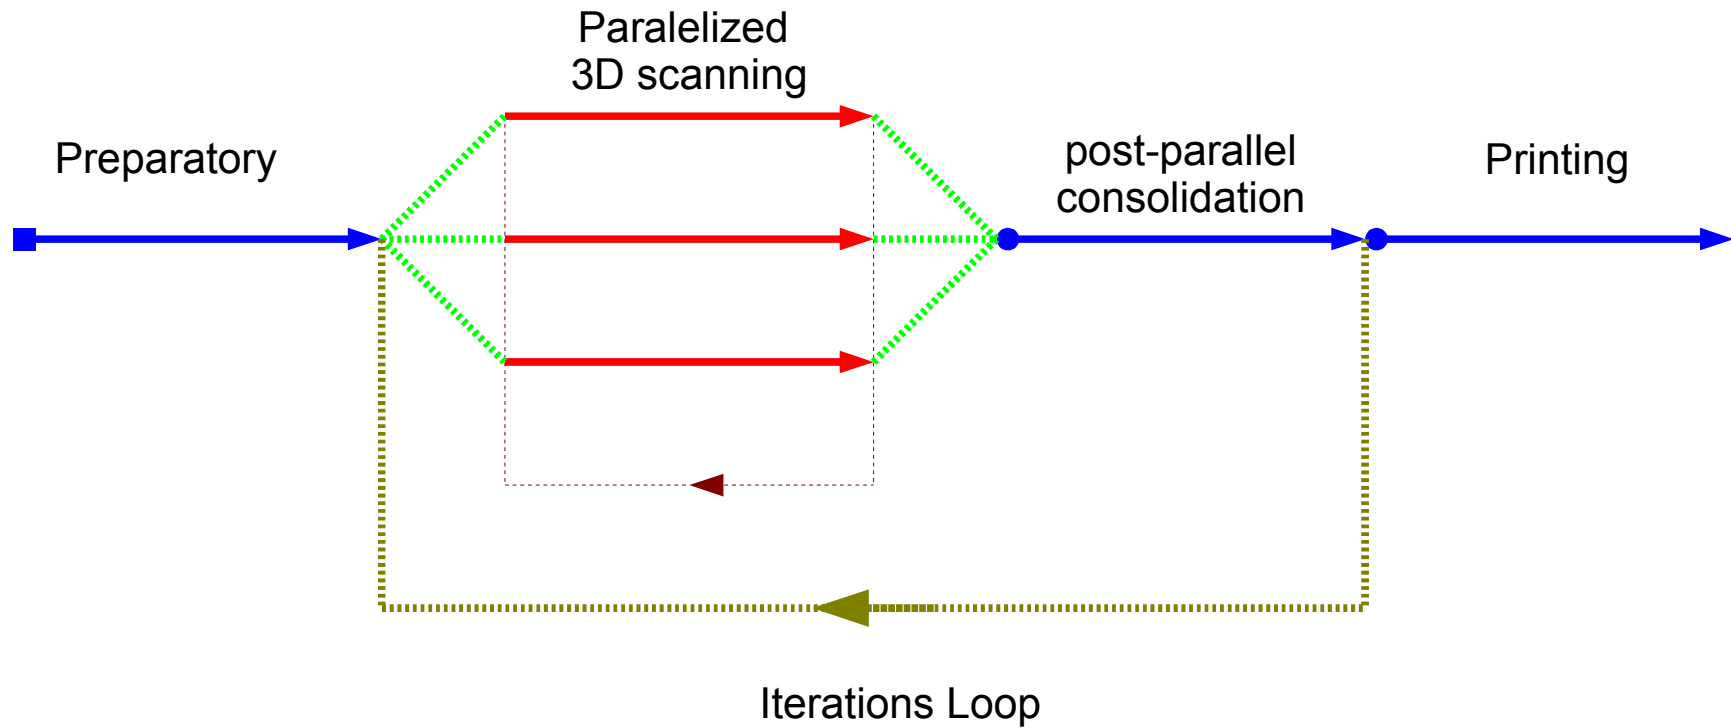 Paralelized
3D scanning
Preparatory
post-parallel
consolidation
Printing
Iterations Loop